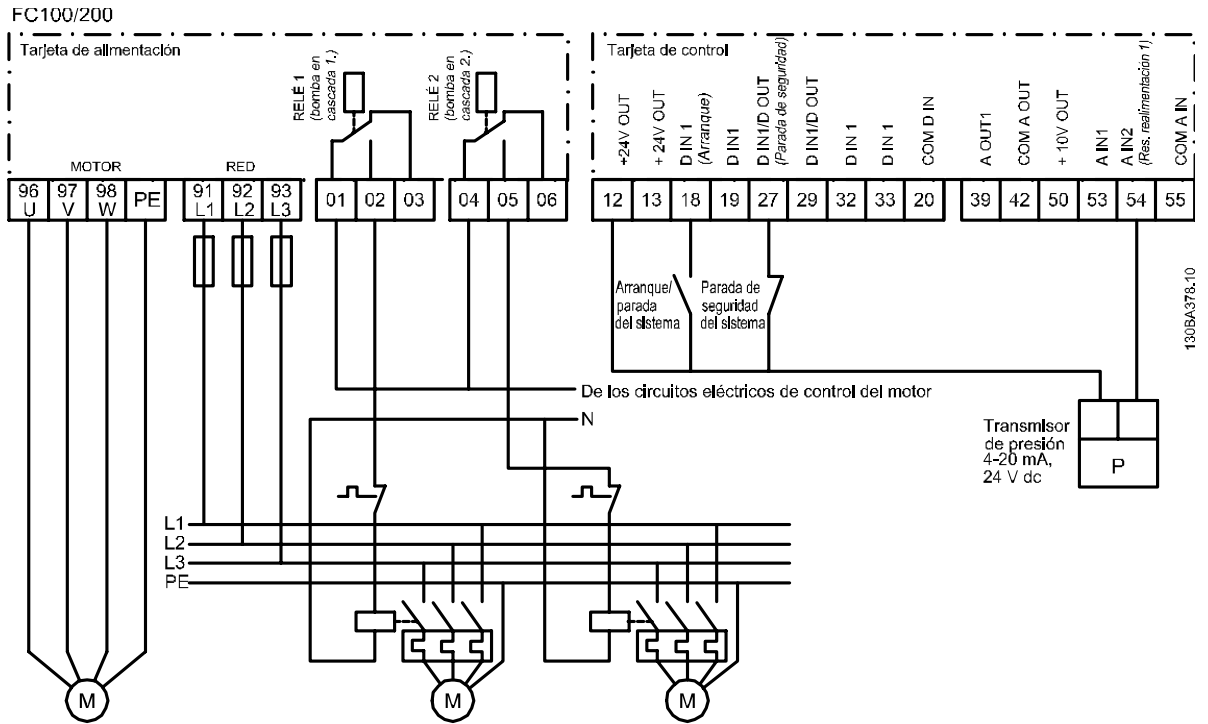 FC100/200
Tarjeta de alimentación
RELÉ 1
(bomba en
cascada 1.)
RELÉ 2
(bomba en
cascada 2.)
MOTOR
RED
96 97 98 PE
U V W
91 92 93
L1 L2 L3
01 02 03
04 05 06
Tarjeta de control
+24V OUT
+ 24V OUT
D IN 1
(Arranque)
D IN1
D IN1/D OUT
(Parada de seguridad)
D IN1/D OUT
D IN 1
D IN 1
COM D IN
A OUT1
COM A OUT
+ 10V OUT
A IN1
A IN2
(Res. realimentación 1)
COM A IN
12 13 18 19 27 29 32 33 20
39 42 50 53 54 55
Arranque/
parada
del sistema
Parada de
seguridad
del sistema
130BA378.10
De los circuitos eléctricos de control del motor
N
Transmisor
de presión
4-20 mA,
24 V dc
P
L1
L2
L3
PE
M
M
M